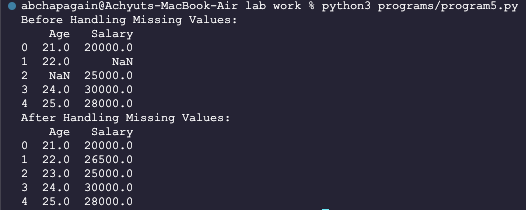 abchapagain@Achyuts-MacBook-Air lab work % python3 programs/program5.py
Before Handling Missing Values:
    Age   Salary
0  21.0  20000.0
1  22.0      NaN
2   NaN  25000.0
3  24.0  30000.0
4  25.0  28000.0
After Handling Missing Values:
    Age   Salary
0  21.0  20000.0
1  22.0  26500.0
2  23.0  25000.0
3  24.0  30000.0
4  25.0  28000.0